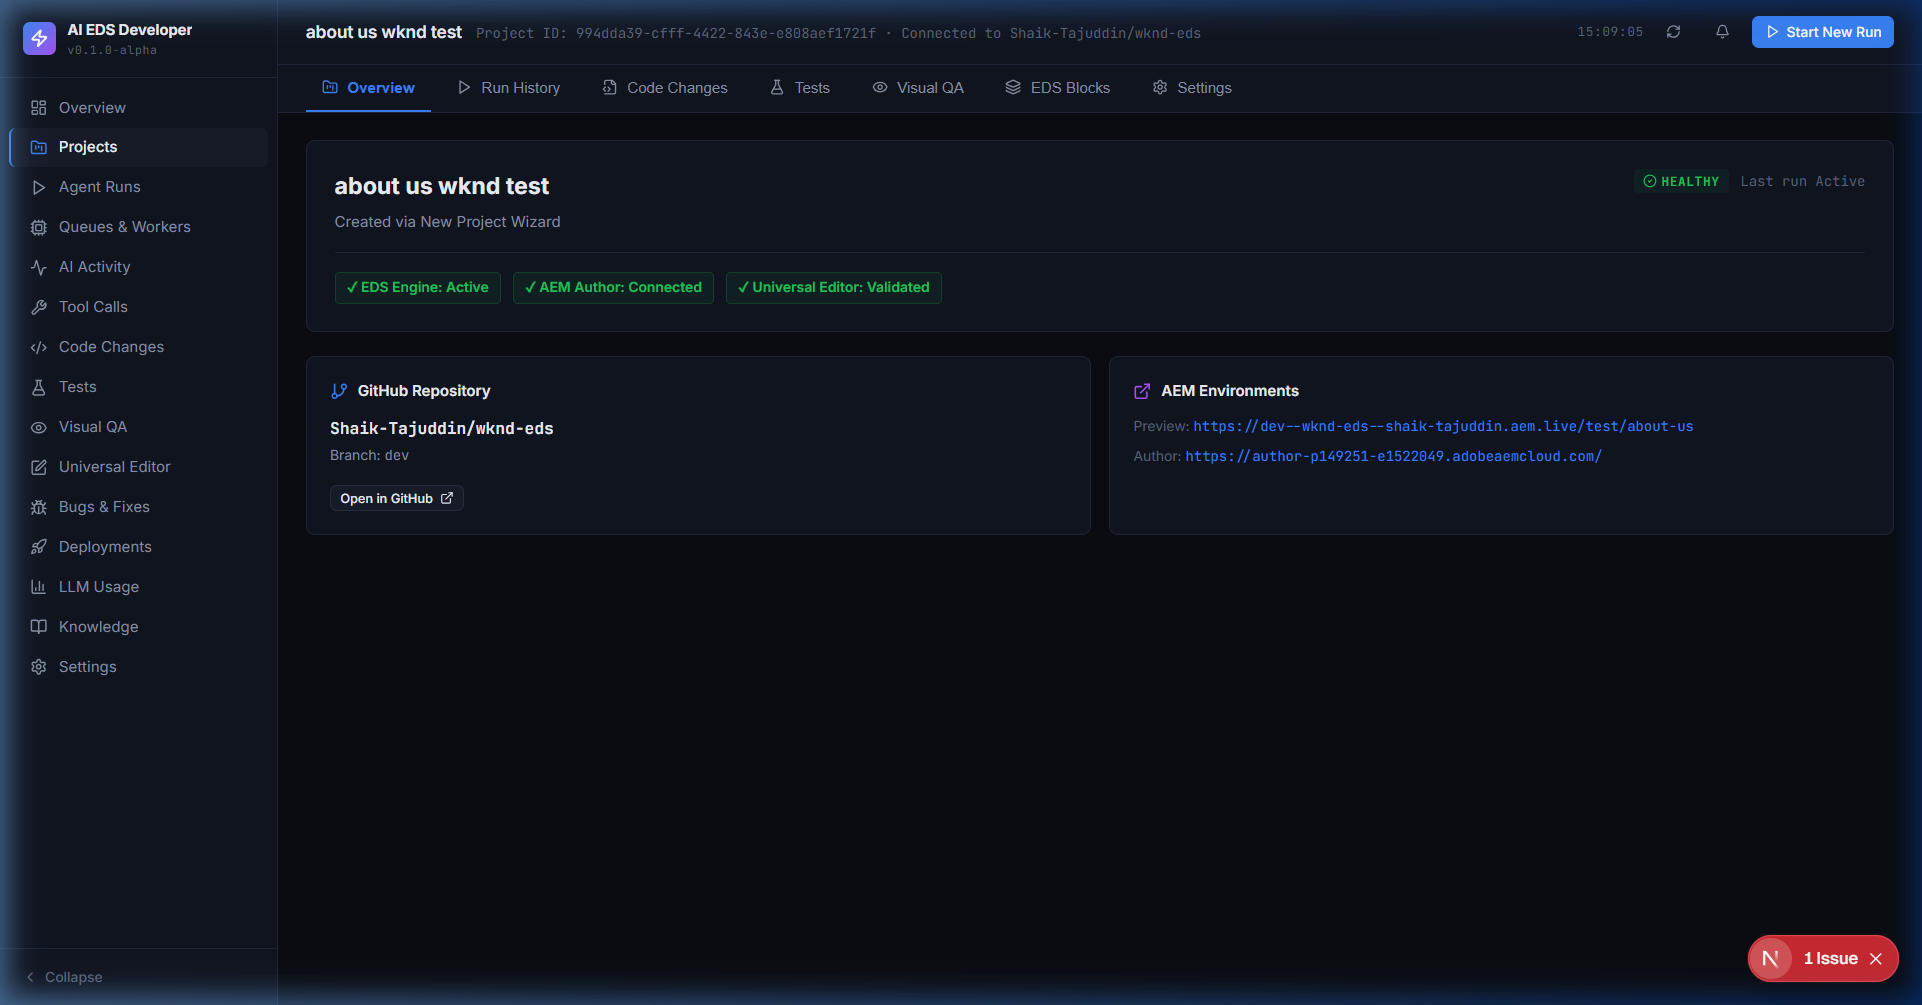 AI EDS Developer
v0.1.0-alpha
Overview
Projects
Agent Runs
Queues & Workers
AI Activity
Tool Calls
Code Changes
Tests
Visual QA
Universal Editor
Bugs & Fixes
Deployments
LLM Usage
Knowledge
Settings
Collapse
about us wknd test Project ID: 994dda39-cfff-4422-843e-e808aef1721f · Connected to Shaik-Tajuddin/wknd-eds
15:09:05
Start New Run
Overview Run History Code Changes Tests Visual QA EDS Blocks Settings
about us wknd test
HEALTHY Last run Active
Created via New Project Wizard
✓ EDS Engine: Active ✓ AEM Author: Connected ✓ Universal Editor: Validated
GitHub Repository
Shaik-Tajuddin/wknd-eds
Branch: dev
Open in GitHub
AEM Environments
Preview: https://dev--wknd-eds--shaik-tajuddin.aem.live/test/about-us
Author: https://author-p149251-e1522049.adobeaemcloud.com/
N 1 Issue